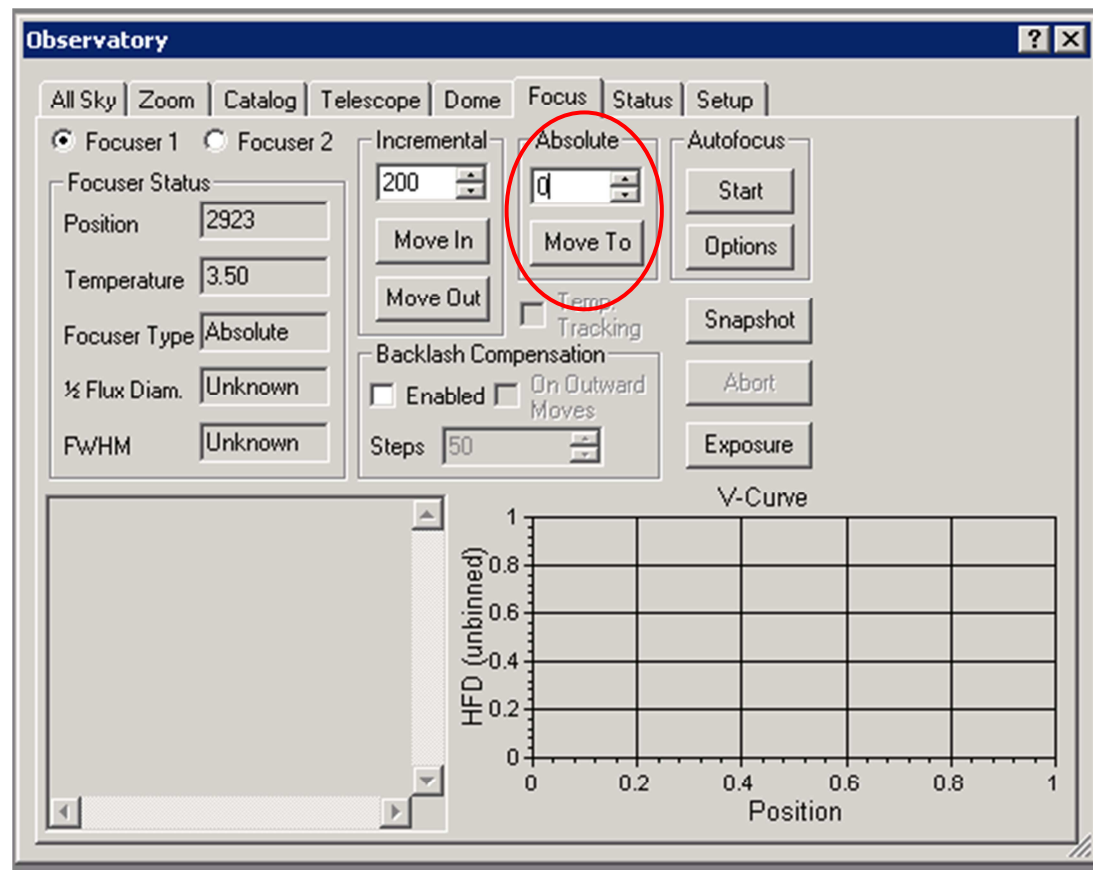 Observatory
All Sky Zoom Catalog Telescope Dome Focus Status Setup
Focuser 1 Focuser 2
Focuser Status
Position 2923
Temperature 3.50
Focuser Type Absolute
½ Flux Diam. Unknown
FWHM Unknown
Incremental
200
Move In
Move Out
Absolute
0
Move To
Temp.
Tracking
Autofocus
Start
Options
Snapshot
Abort
Exposure
Backlash Compensation
Enabled
On Outward
Moves
Steps 50
V-Curve
HFD (unbinned)
1
0.8
0.6
0.4
0.2
0
0 0.2 0.4 0.6 0.8 1
Position